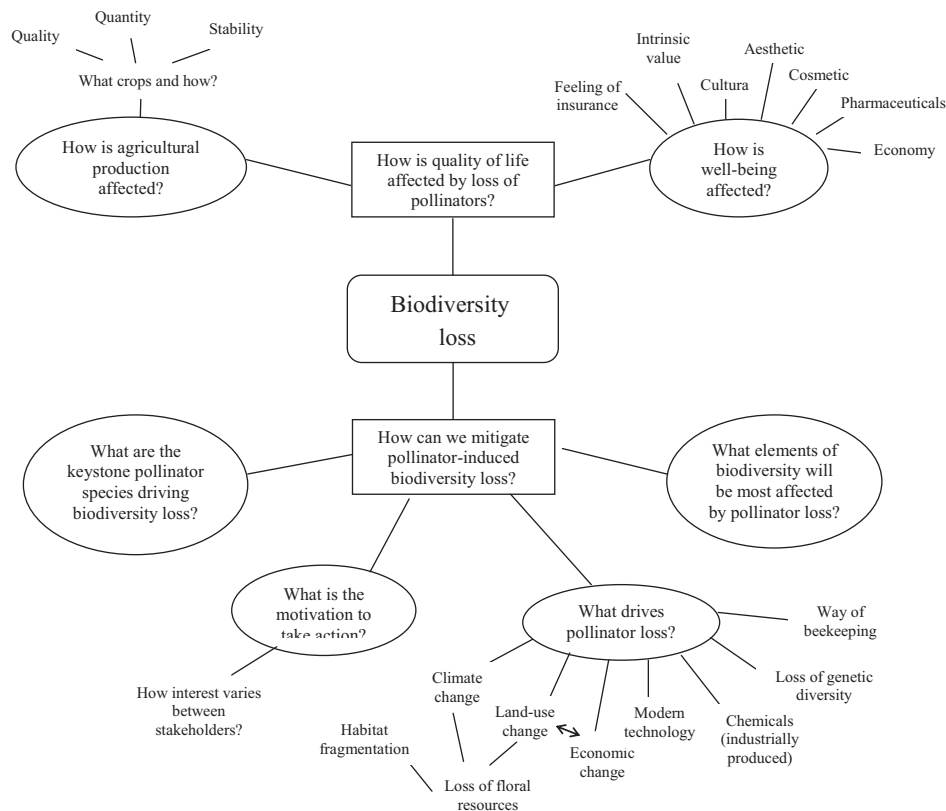 Quality
Quantity
Stability
What crops and how?
How is agricultural
production
affected?
How is quality of life
affected by loss of
pollinators?
Feeling of
insurance
Intrinsic
value
Cultura
Aesthetic
Cosmetic
Pharmaceuticals
Economy
How is
well-being
affected?
Biodiversity
loss
How can we mitigate
pollinator-induced
biodiversity loss?
What are the
keystone pollinator
species driving
biodiversity loss?
What elements of
biodiversity will
be most affected
by pollinator loss?
What is the
motivation to
take action?
How interest varies
between
stakeholders?
What drives
pollinator loss?
Way of
beekeeping
Loss of genetic
diversity
Chemicals
(industrially
produced)
Modern
technology
Economic
change
Land-use
change
Climate
change
Habitat
fragmentation
Loss of floral
resources